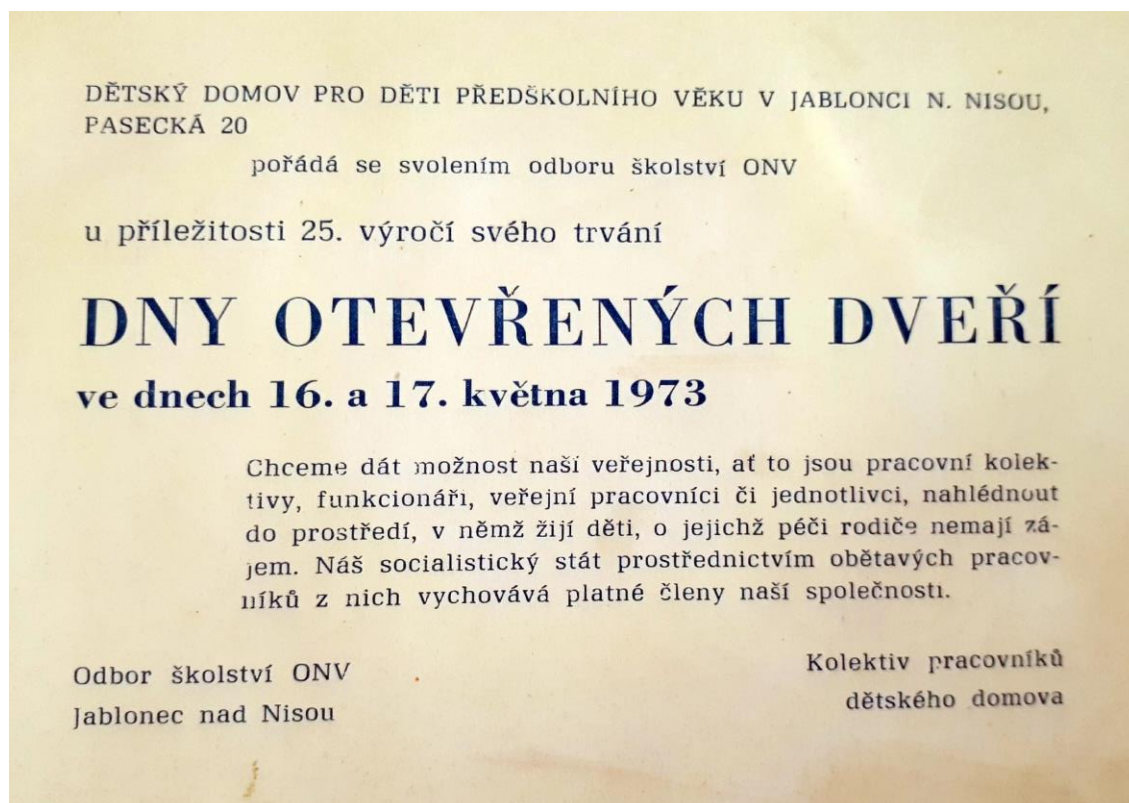 DĚTSKÝ DOMOV PRO DĚTI PŘEDŠKOLNÍHO VĚKU V JABLONCI N. NISOU,
PASECKÁ 20
pořádá se svolením odboru školství ONV
u příležitosti 25. výročí svého trvání
DNY OTEVŘENÝCH DVEŘÍ
ve dnech 16. a 17. května 1973
Chceme dát možnost naší veřejnosti, ať to jsou pracovní kolek-
tivy, funkcionáři, veřejní pracovníci či jednotlivci, nahlédnout
do prostředí, v němž žijí děti, o jejichž péči rodiče nemají zá-
jem. Náš socialistický stát prostřednictvím obětavých pracov-
níků z nich vychovává platné členy naší společnosti.
Odbor školství ONV
Jablonec nad Nisou
Kolektiv pracovníků
dětského domova